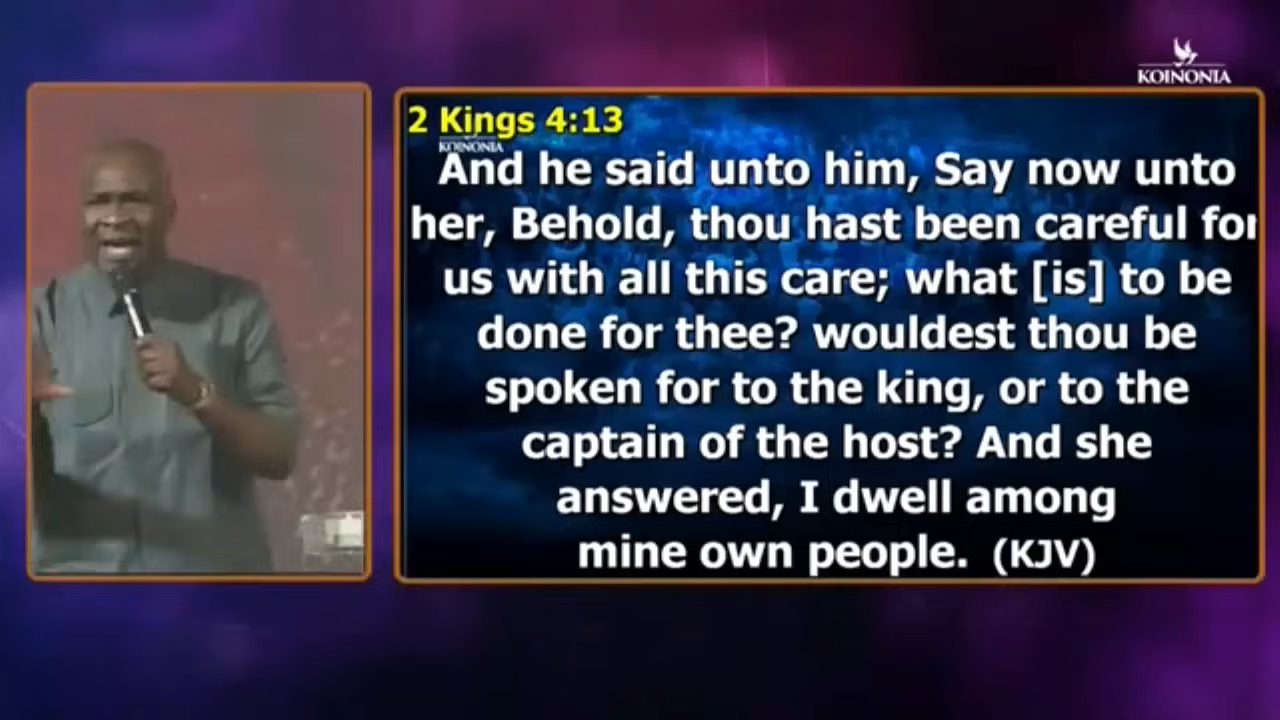 KOINONIA
2 Kings 4:13
KOINONIA
And he said unto him, Say now unto
her, Behold, thou hast been careful for
us with all this care; what [is] to be
done for thee? wouldest thou be
spoken for to the king, or to the
captain of the host? And she
answered, I dwell among
mine own people. (KJV)